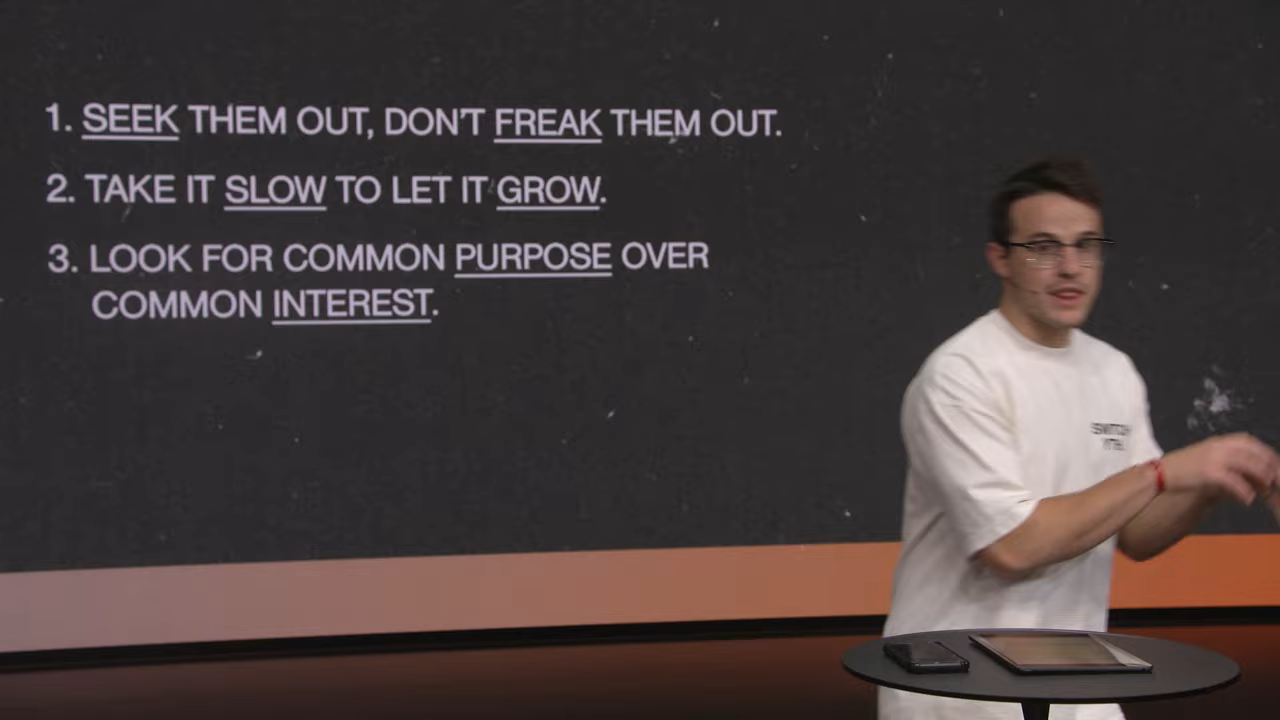 1. SEEK THEM OUT, DON'T FREAK THEM OUT.
2. TAKE IT SLOW TO LET IT GROW.
3. LOOK FOR COMMON PURPOSE OVER
COMMON INTEREST.